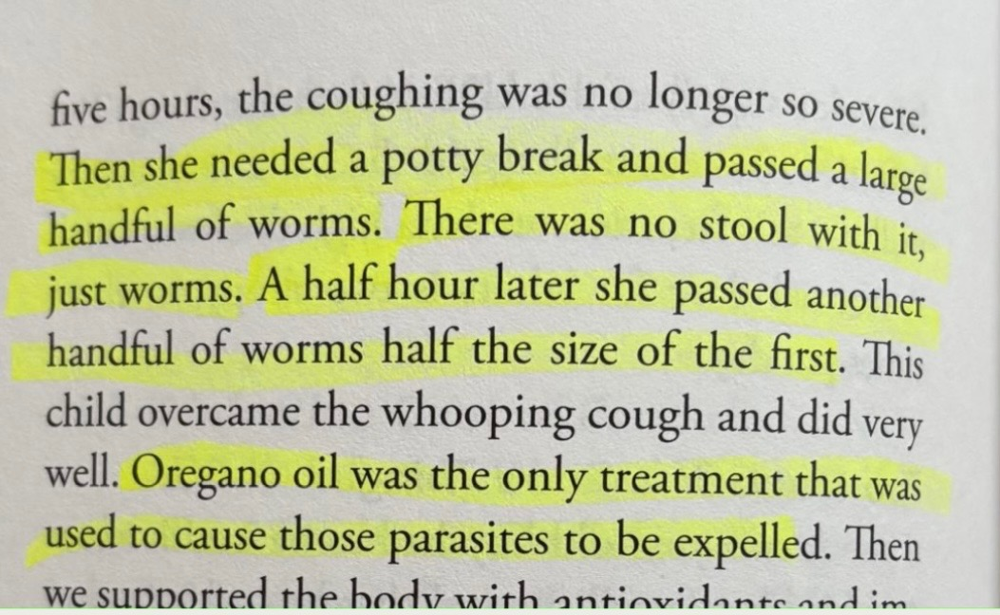 five hours, the coughing was no longer so severe.
Then she needed a potty break and passed a large
handful of worms. There was no stool with it,
just worms. A half hour later she passed another
handful of worms half the size of the first. This
child overcame the whooping cough and did very
well. Oregano oil was the only treatment that was
used to cause those parasites to be expelled. Then
we supported the body with antioxidants and im